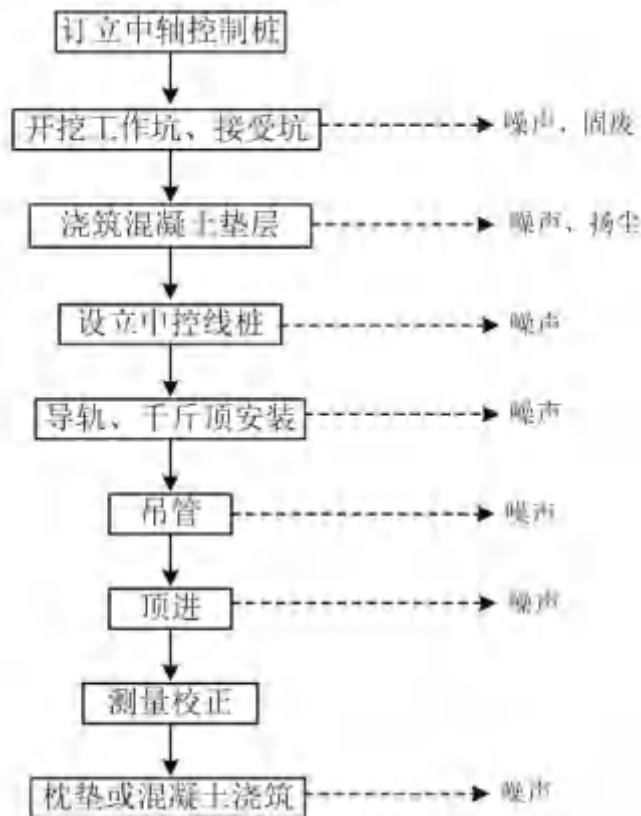 订立中轴控制桩
开挖工作坑、接受坑
噪声、固废
浇筑混凝土垫层
噪声、扬尘
设立中控线桩
噪声
导轨、千斤顶安装
噪声
吊管
噪声
顶进
噪声
测量校正
枕垫或混凝土浇筑
噪声